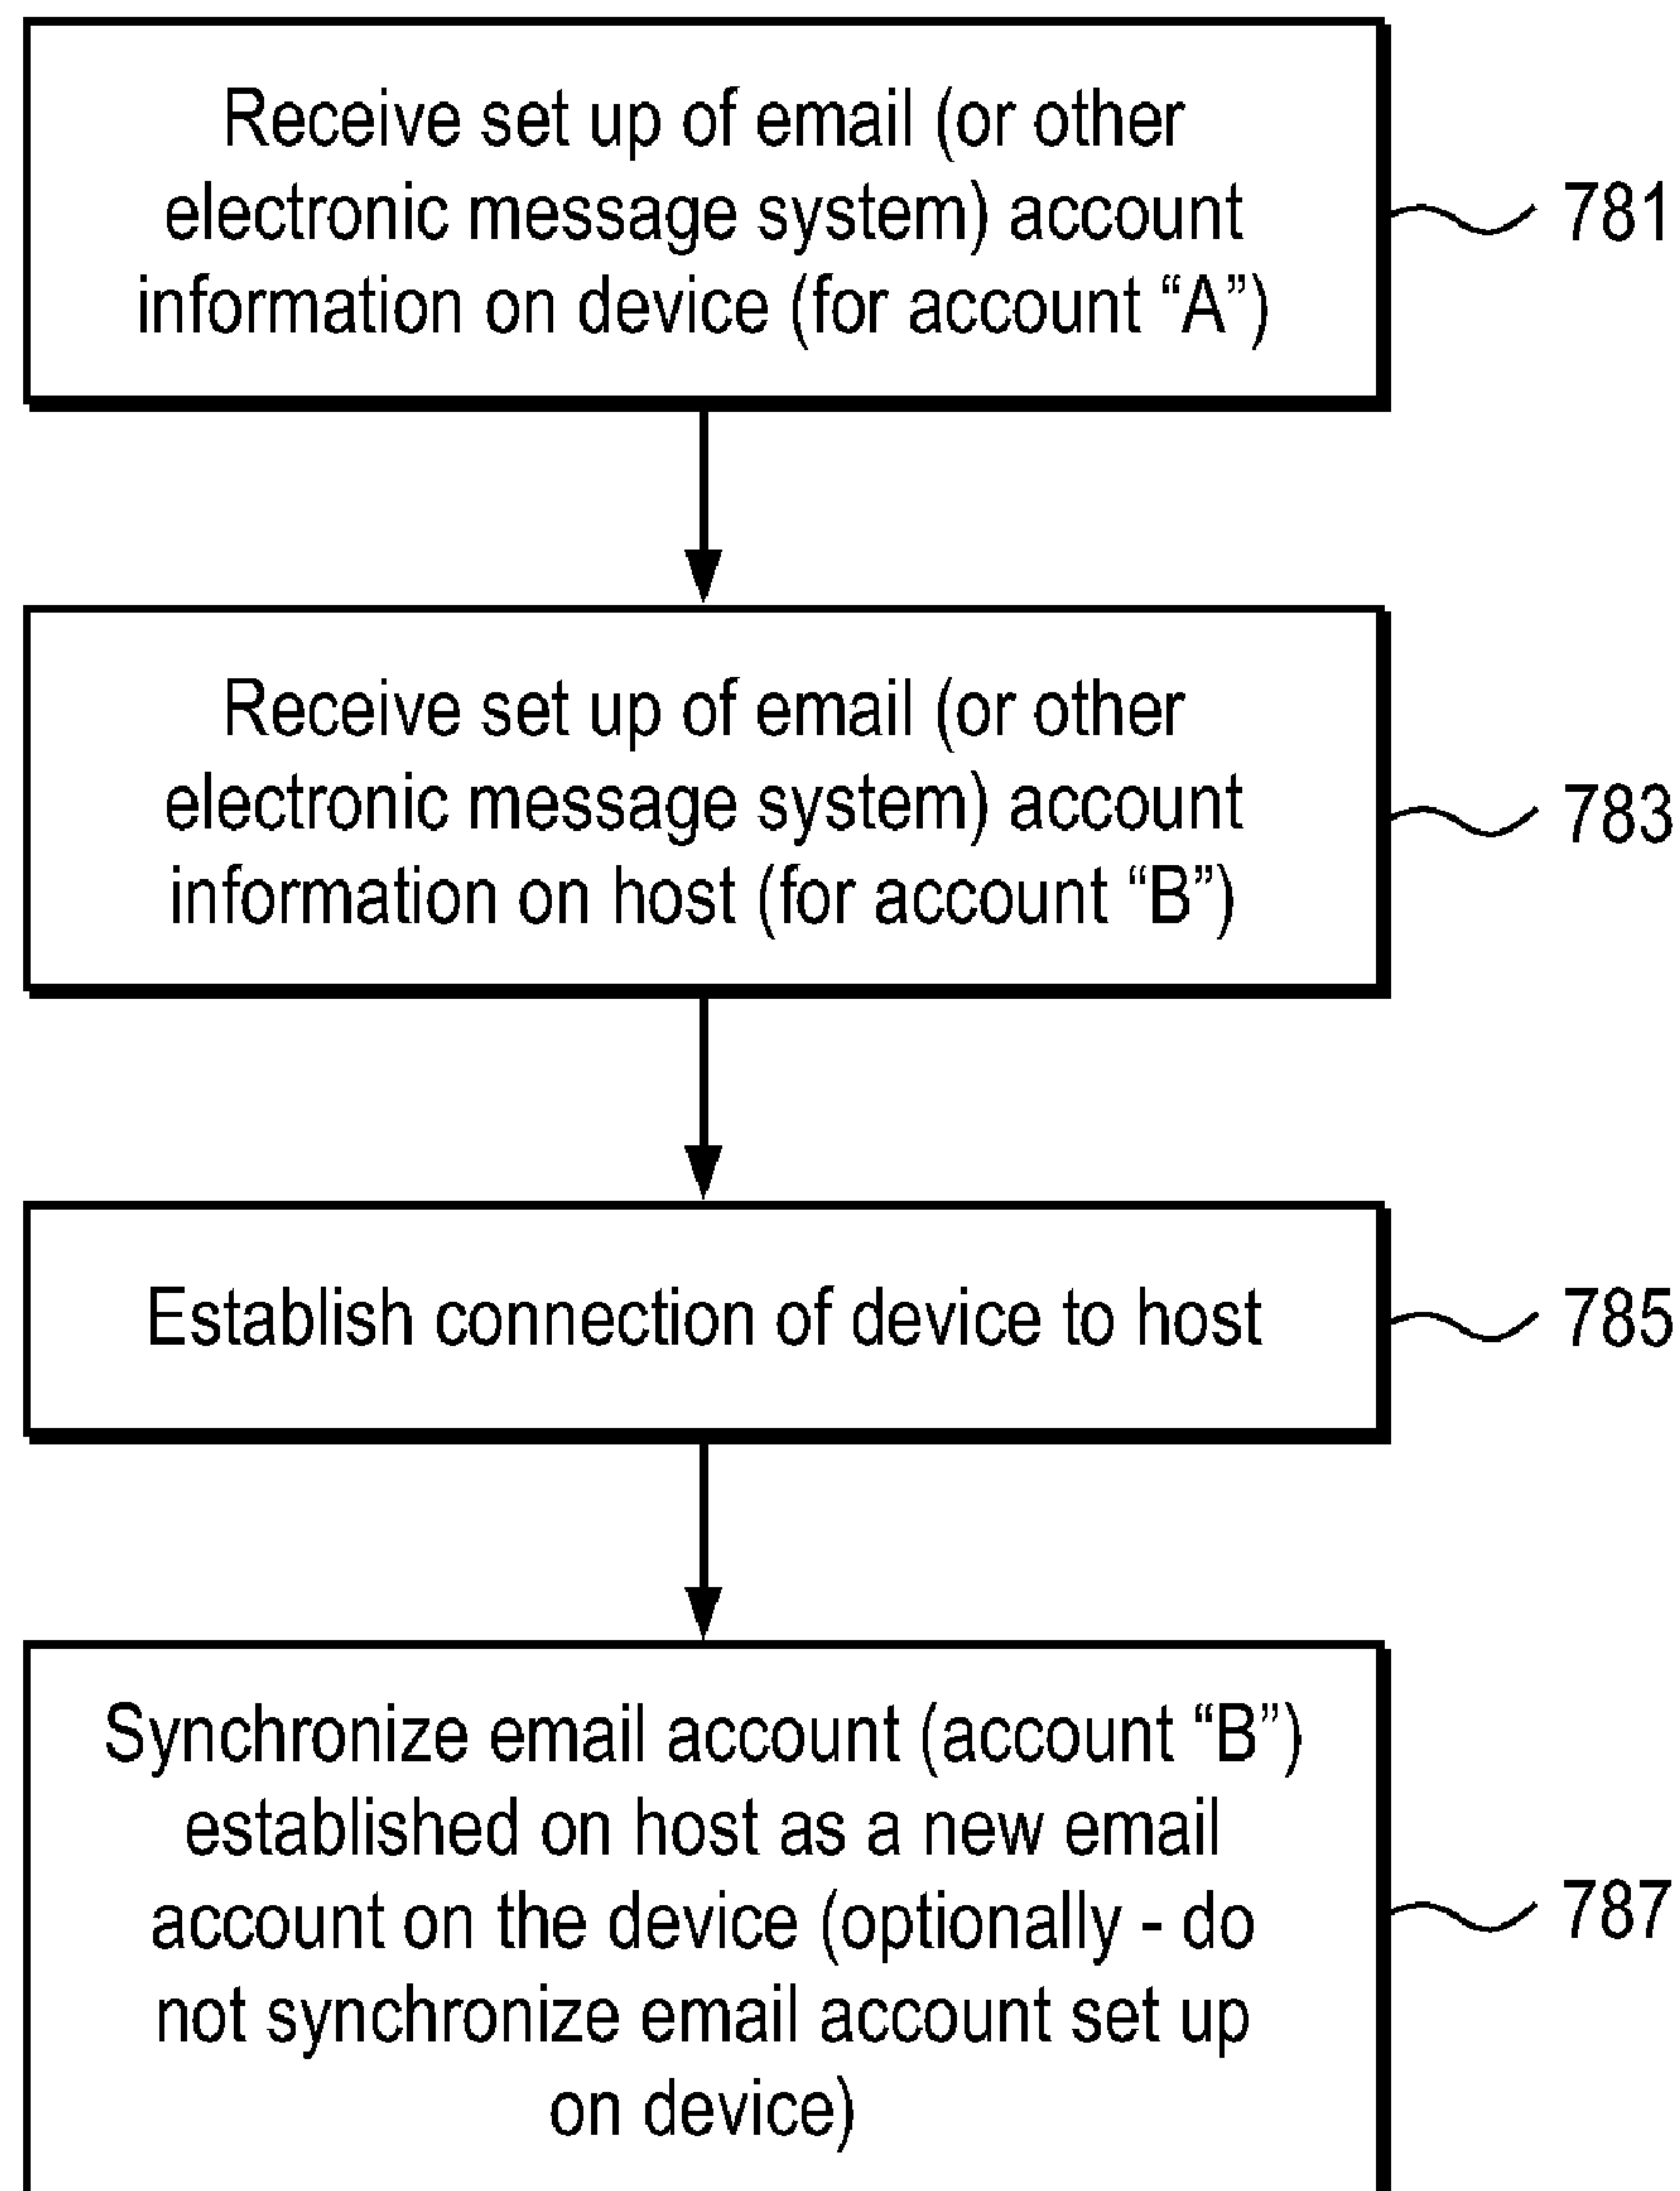 Receive set up of email (or other
electronic message system) account
information on device (for account “A”)
781
Receive set up of email (or other
electronic message system) account
information on host (for account “B”)
783
Establish connection of device to host
785
Synchronize email account (account “B”)
established on host as a new email
account on the device (optionally - do
not synchronize email account set up
on device)
787